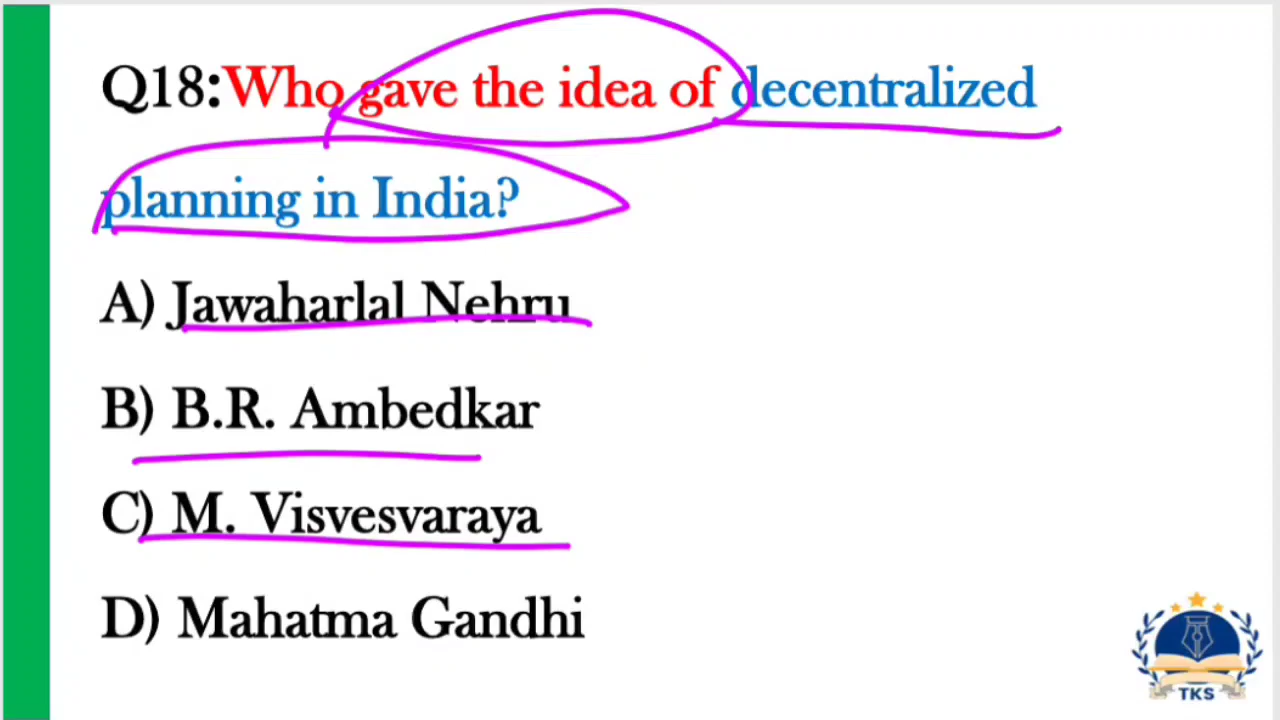 Q18:Who gave the idea of decentralized
planning in India?
A) Jawaharlal Nehru
B) B.R. Ambedkar
C) M. Visvesvaraya
D) Mahatma Gandhi
TKS